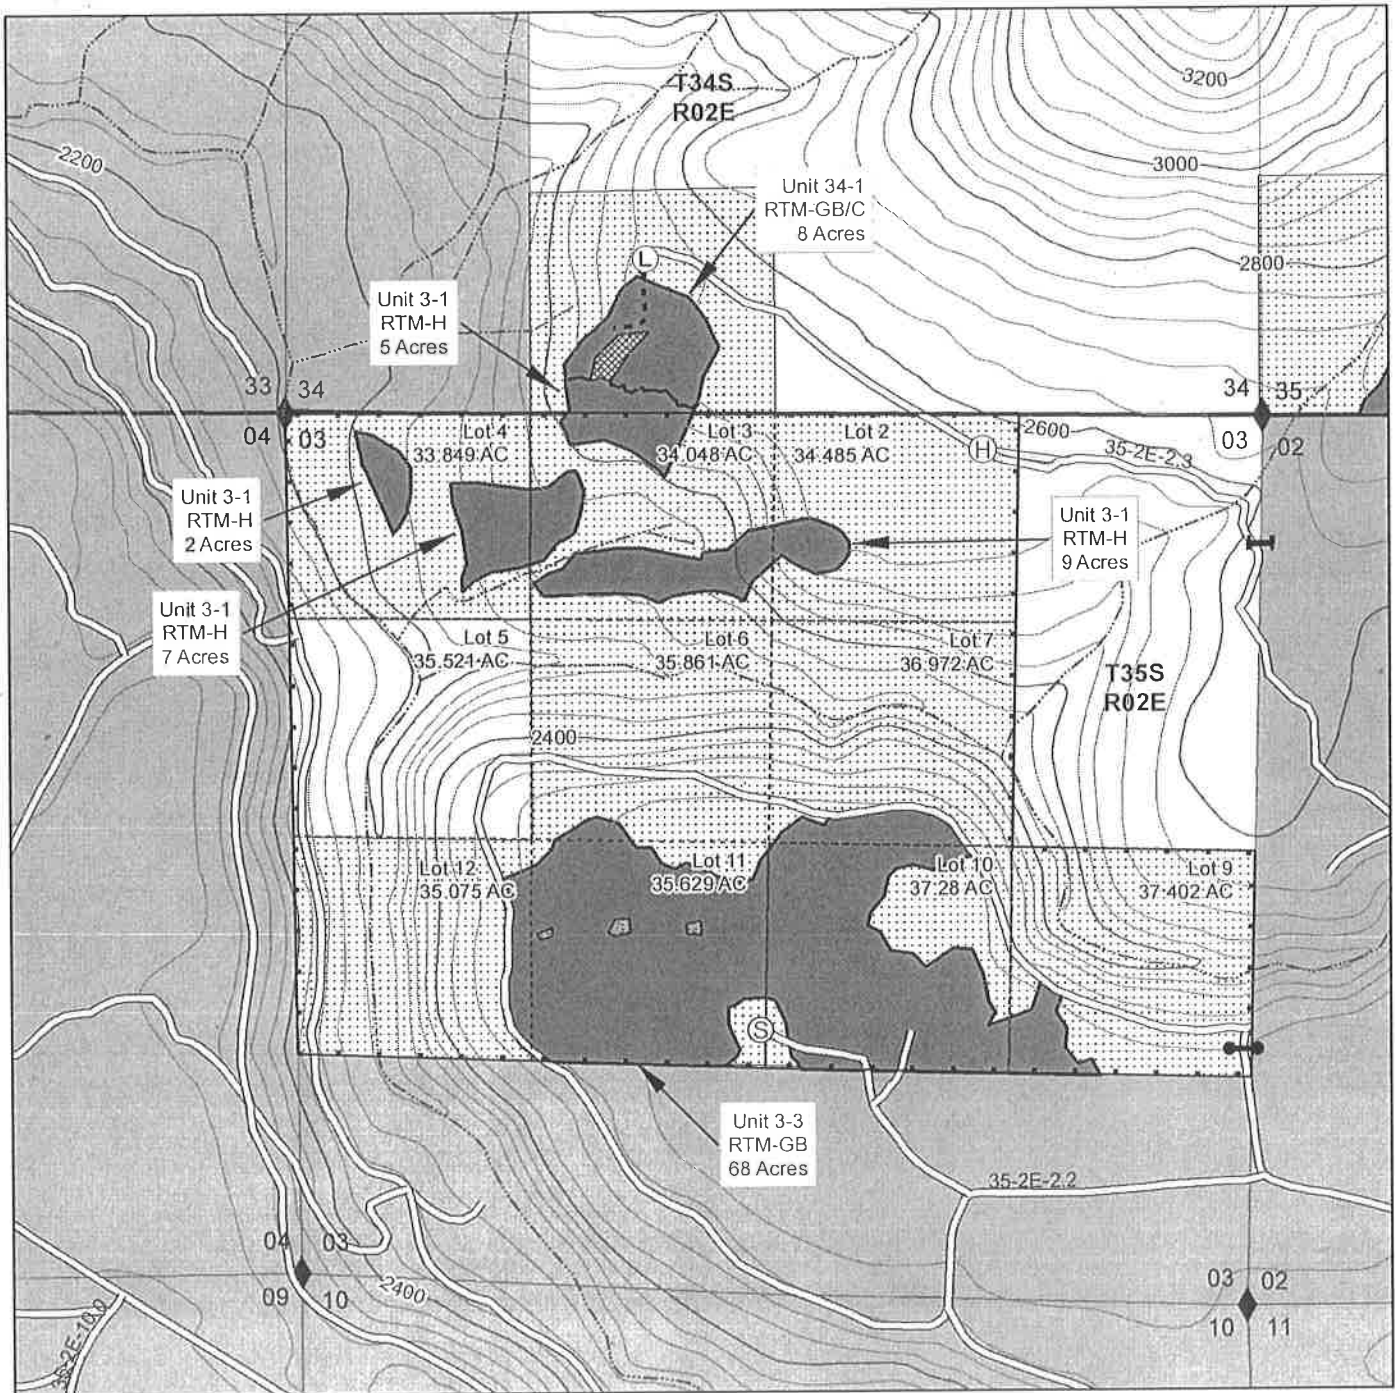 T34S
R02E
3200
2200
3000
Unit 34-1
RTM-GB/C
8 Acres
L
2800
Unit 3-1
RTM-H
5 Acres
33 34
34 35
04 03
03 02
Lot 4
33.849 AC
Lot 3
34.048 AC
Lot 2
34.485 AC
H
2600
35-2E-2.3
Unit 3-1
RTM-H
2 Acres
Unit 3-1
RTM-H
9 Acres
Unit 3-1
RTM-H
7 Acres
Lot 5
35.521 AC
Lot 6
35.861 AC
Lot 7
36.972 AC
T35S
R02E
2400
Lot 12
35.075 AC
Lot 11
35.629 AC
Lot 10
37.28 AC
Lot 9
37.402 AC
S
Unit 3-3
RTM-GB
68 Acres
35-2E-2.2
04 03
09 10
2400
03 02
10 11
35-2E-10.0